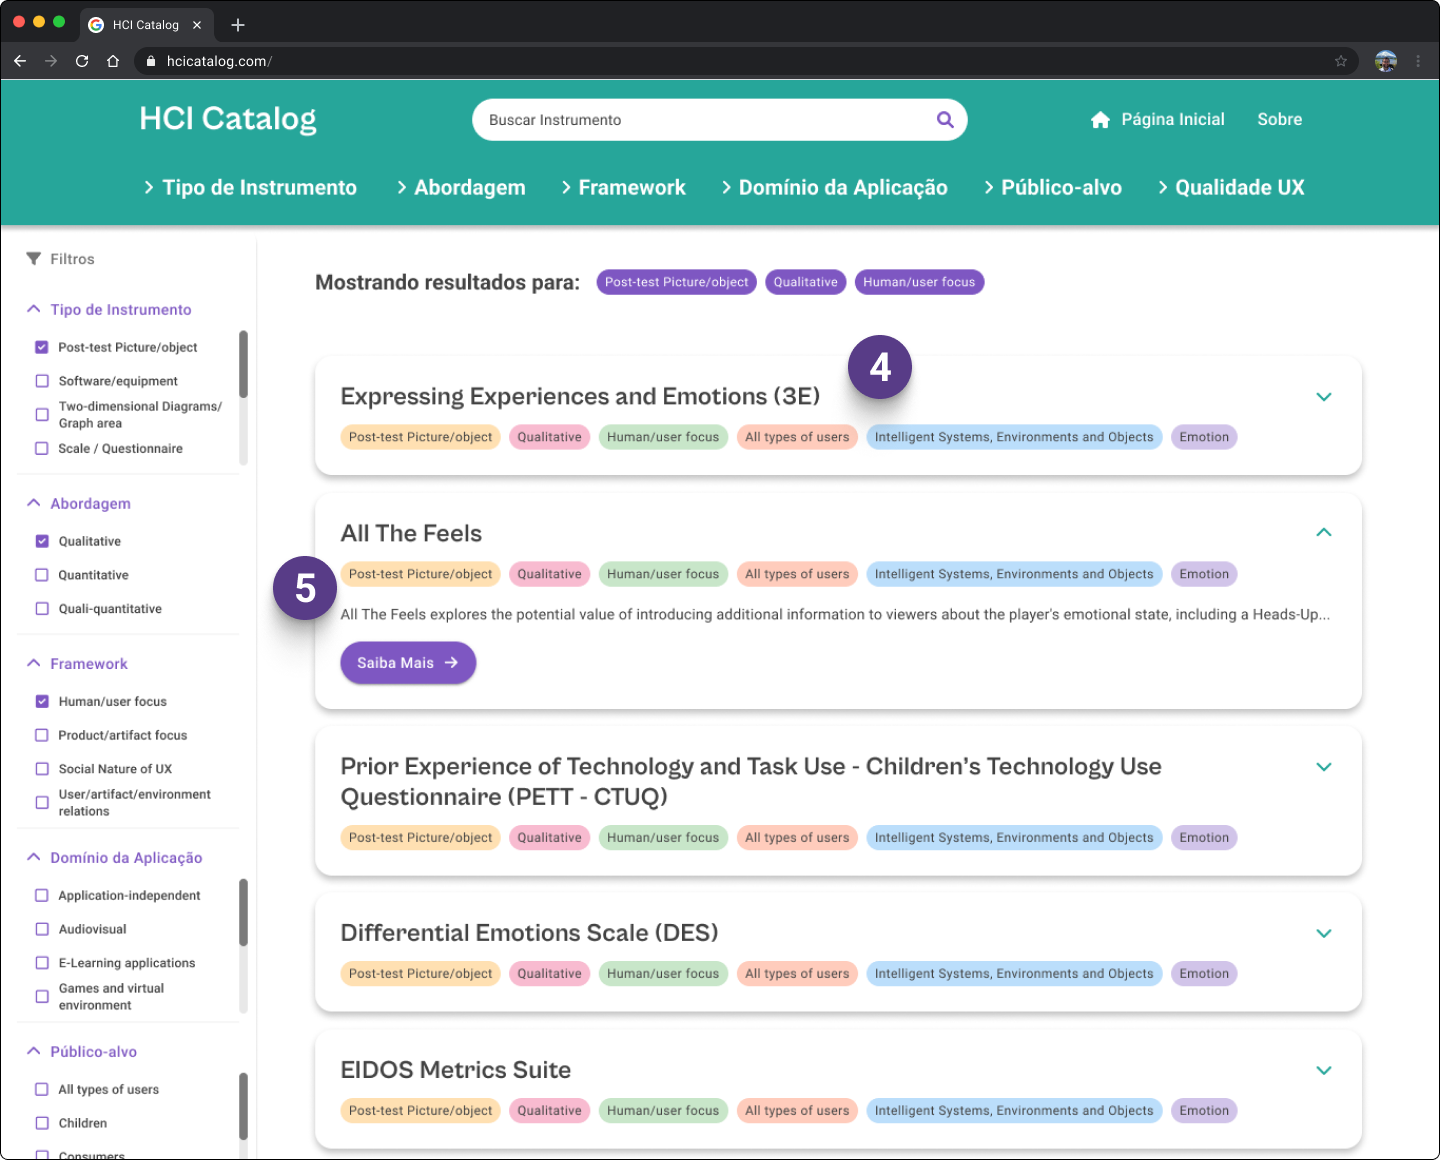 HCI Catalog
hcicatalog.com/
HCI Catalog
Buscar Instrumento
Página Inicial
Sobre
Tipo de Instrumento
Abordagem
Framework
Domínio da Aplicação
Público-alvo
Qualidade UX
Filtros
Tipo de Instrumento
Post-test Picture/object
Software/equipment
Two-dimensional Diagrams/
Graph area
Scale / Questionnaire
Abordagem
Qualitative
Quantitative
Quali-quantitative
Framework
Human/user focus
Product/artifact focus
Social Nature of UX
User/artifact/environment
relations
Domínio da Aplicação
Application-independent
Audiovisual
E-Learning applications
Games and virtual
environment
Público-alvo
All types of users
Children
Consumers
Mostrando resultados para:
Post-test Picture/object
Qualitative
Human/user focus
4
Expressing Experiences and Emotions (3E)
Post-test Picture/object
Qualitative
Human/user focus
All types of users
Intelligent Systems, Environments and Objects
Emotion
5
All The Feels
Post-test Picture/object
Qualitative
Human/user focus
All types of users
Intelligent Systems, Environments and Objects
Emotion
All The Feels explores the potential value of introducing additional information to viewers about the player's emotional state, including a Heads-Up...
Saiba Mais
Prior Experience of Technology and Task Use - Children's Technology Use
Questionnaire (PETT - CTUQ)
Post-test Picture/object
Qualitative
Human/user focus
All types of users
Intelligent Systems, Environments and Objects
Emotion
Differential Emotions Scale (DES)
Post-test Picture/object
Qualitative
Human/user focus
All types of users
Intelligent Systems, Environments and Objects
Emotion
EIDOS Metrics Suite
Post-test Picture/object
Qualitative
Human/user focus
All types of users
Intelligent Systems, Environments and Objects
Emotion